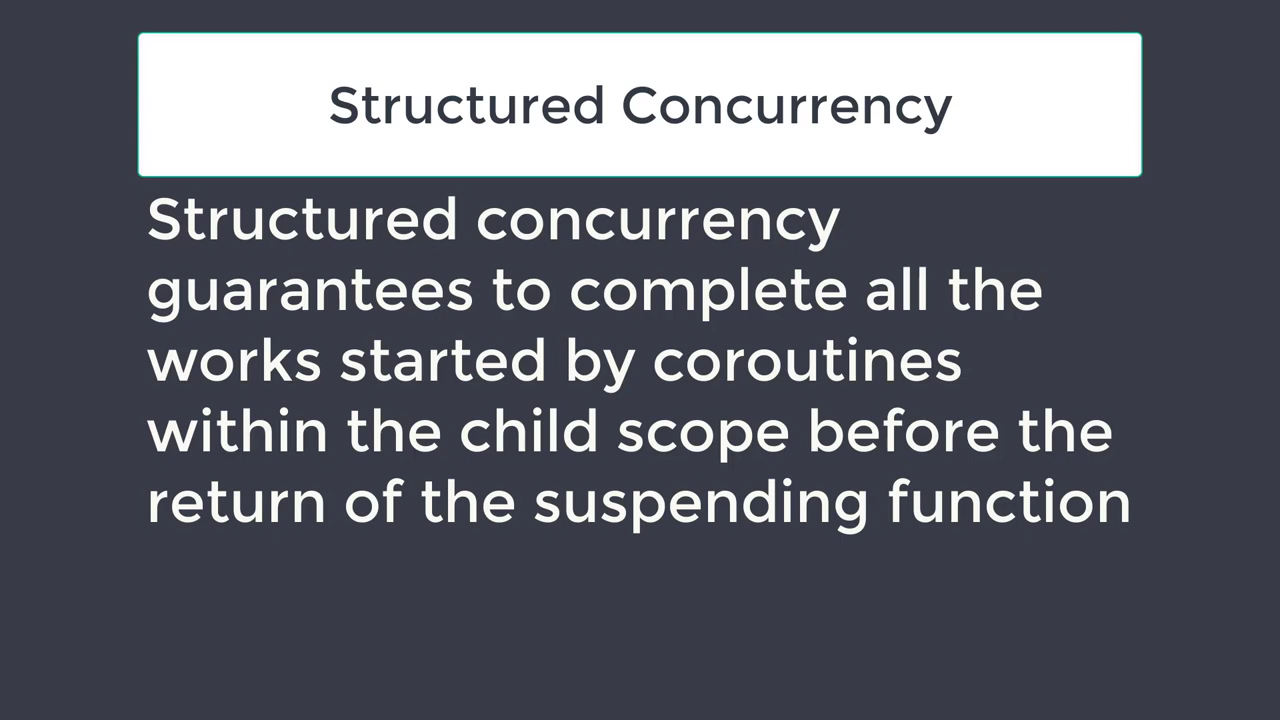 Structured Concurrency
Structured concurrency
guarantees to complete all the
works started by coroutines
within the child scope before the
return of the suspending function